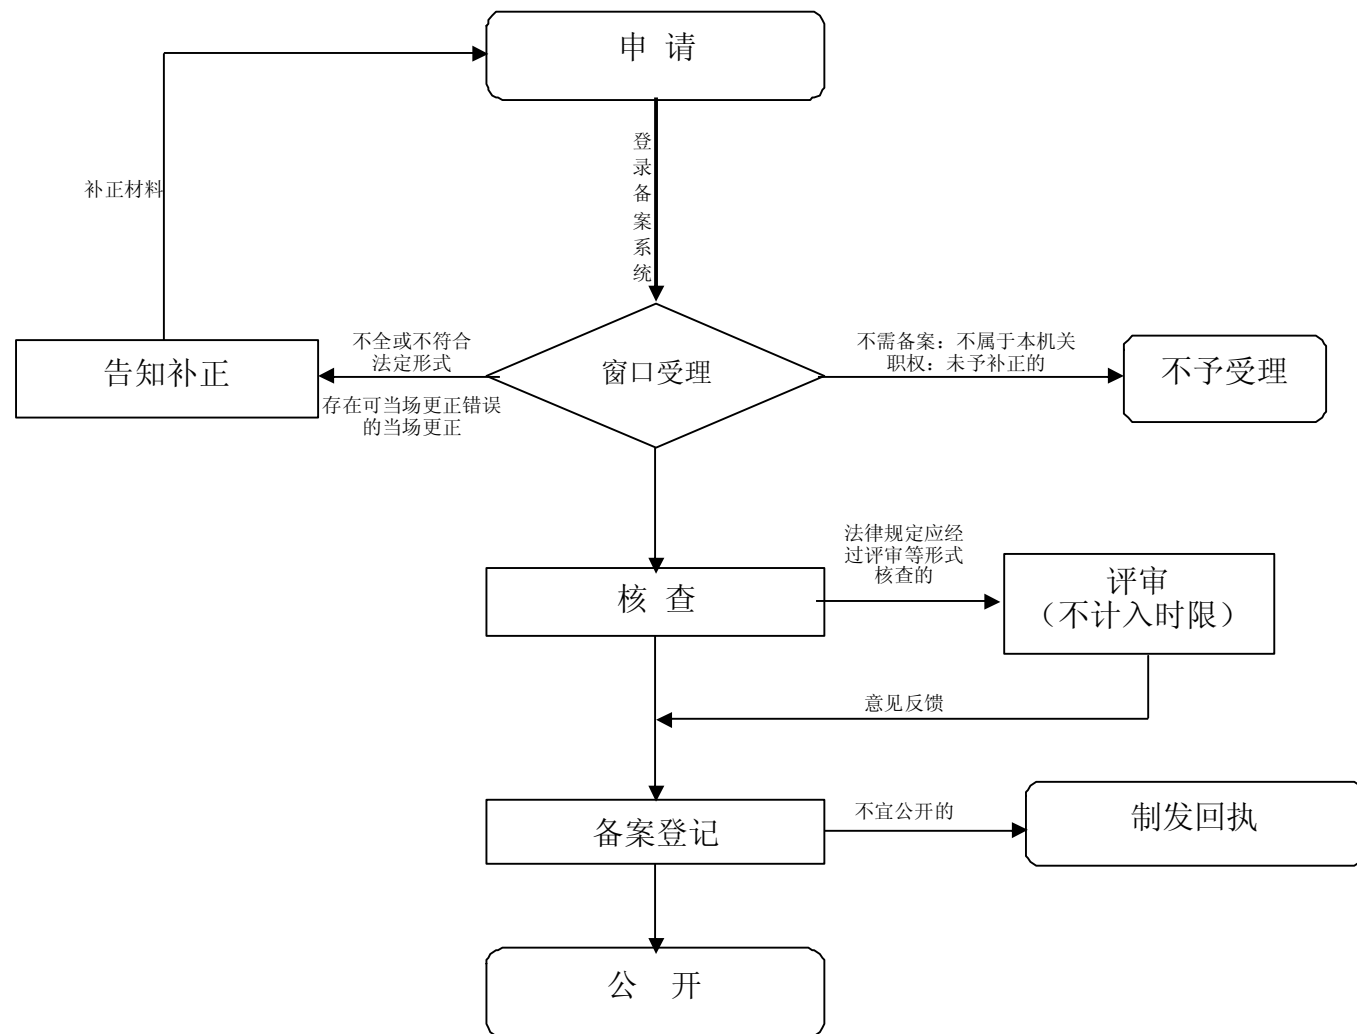 申 请
登录备案系统
补正材料
不全或不符合
法定形式
不需备案：不属于本机关
职权：未予补正的
告知补正
窗口受理
不予受理
存在可当场更正错误
的当场更正
法律规定应经
过评审等形式
核查的
核 查
评审
（不计入时限）
意见反馈
备案登记
不宜公开的
制发回执
公 开